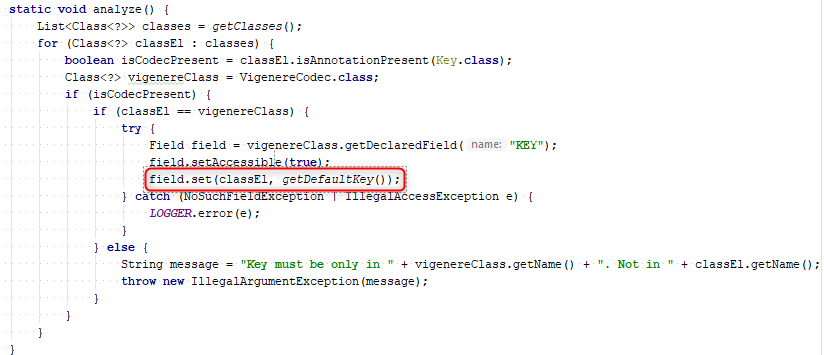 static void analyze() {
List<Class<?>> classes = getClasses();
for (Class<?> classEl : classes) {
boolean isCodecPresent = classEl.isAnnotationPresent(Key.class);
Class<?> vigenereClass = VigenereCodec.class;
if (isCodecPresent) {
if (classEl == vigenereClass) {
try {
Field field = vigenereClass.getDeclaredField( name: "KEY");
field.setAccessible(true);
field.set(classEl, getDefaultKey());
} catch (NoSuchFieldException | IllegalAccessException e) {
LOGGER.error(e);
}
} else {
String message = "Key must be only in " + vigenereClass.getName() + ". Not in " + classEl.getName();
throw new IllegalArgumentException(message);
}
}
}
}